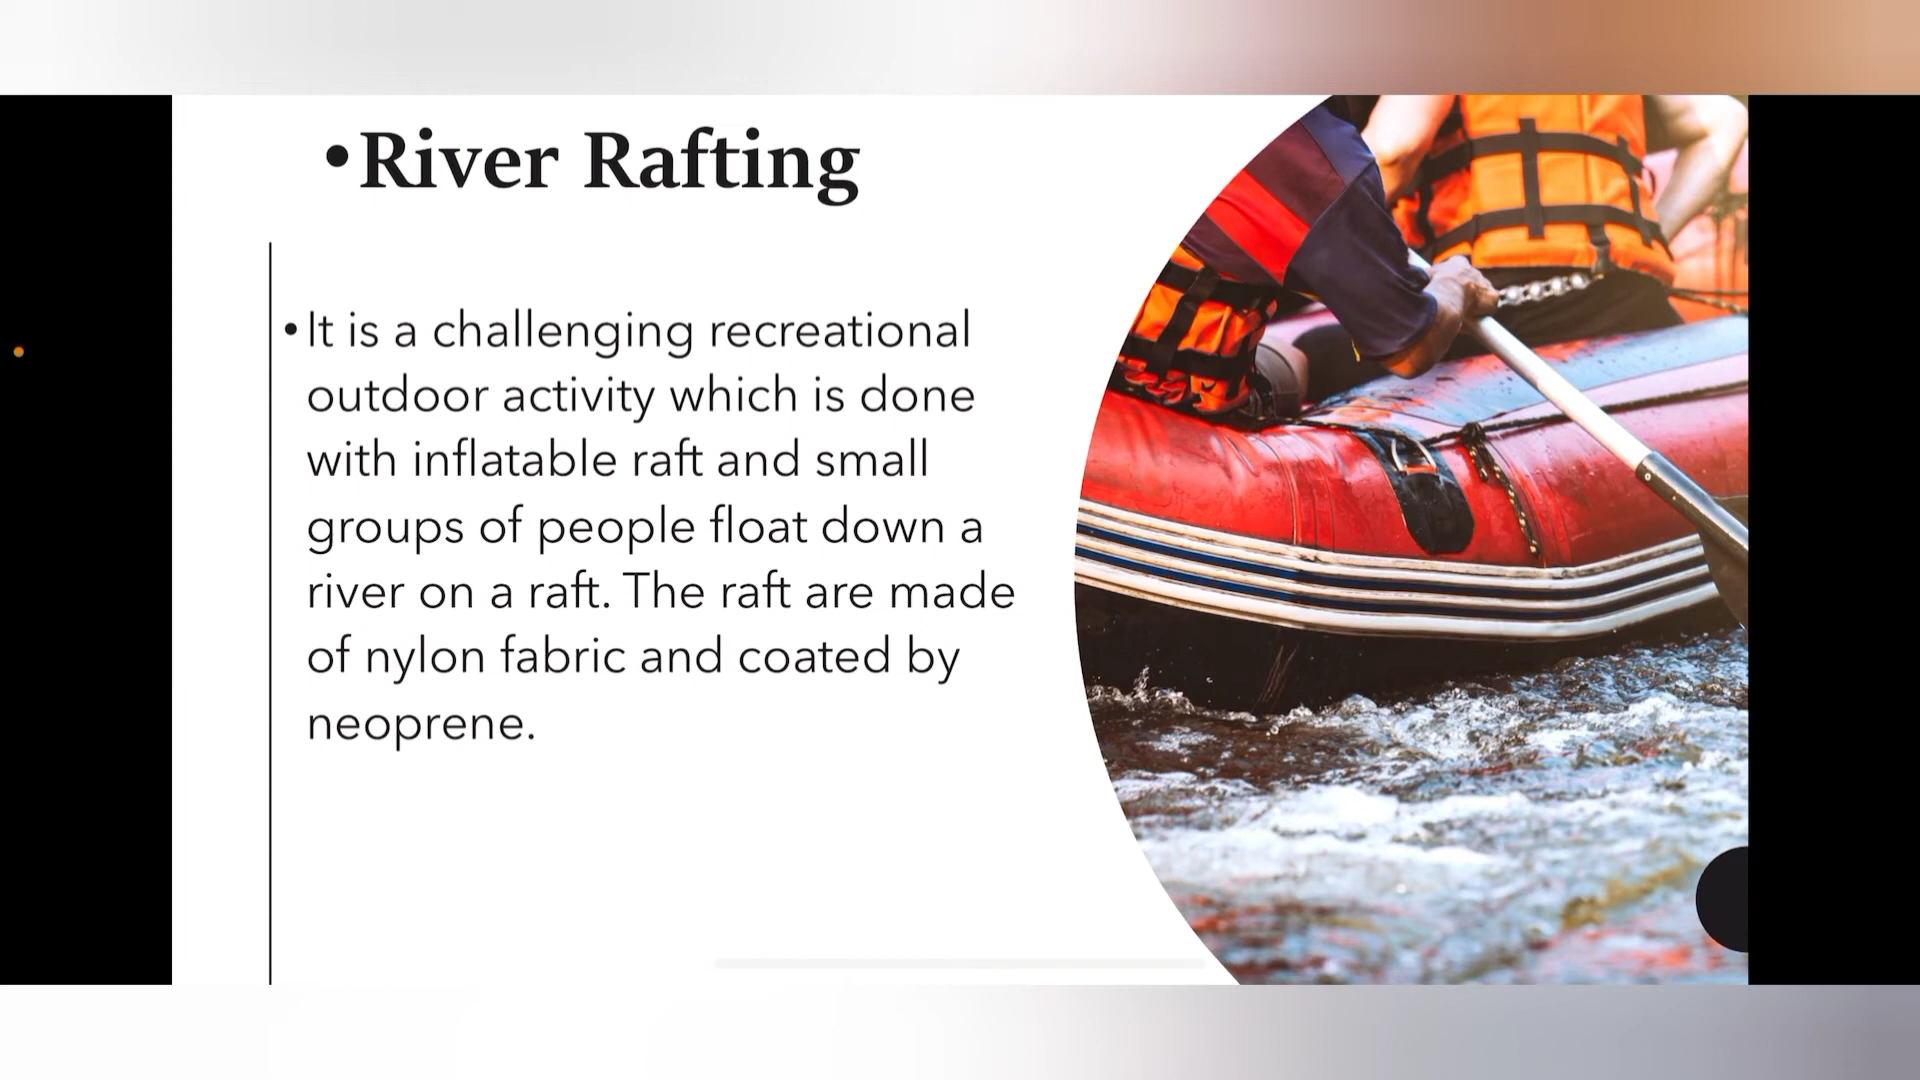 •River Rafting
•It is a challenging recreational
outdoor activity which is done
with inflatable raft and small
groups of people float down a
river on a raft. The raft are made
of nylon fabric and coated by
neoprene.